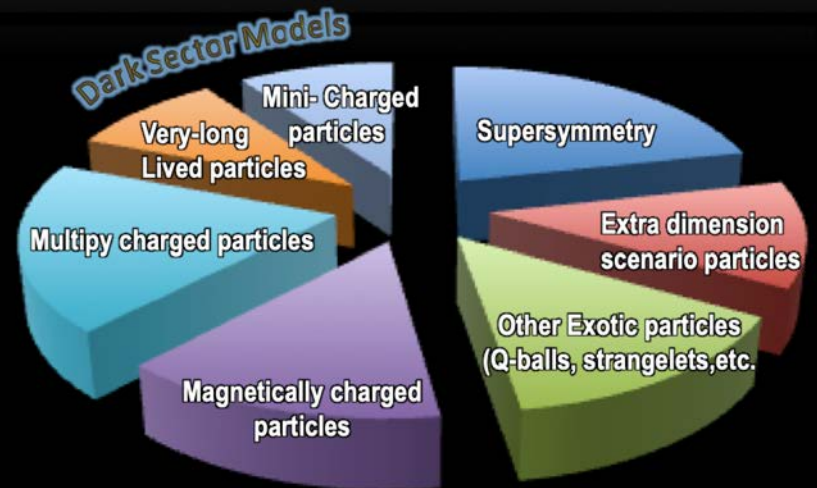 Dark Sector Models
Mini- Charged
particles
Supersymmetry
Very-long
Lived particles
Extra dimension
scenario particles
Multipy charged particles
Other Exotic particles
(Q-balls, strangelets,etc.
Magnetically charged
particles